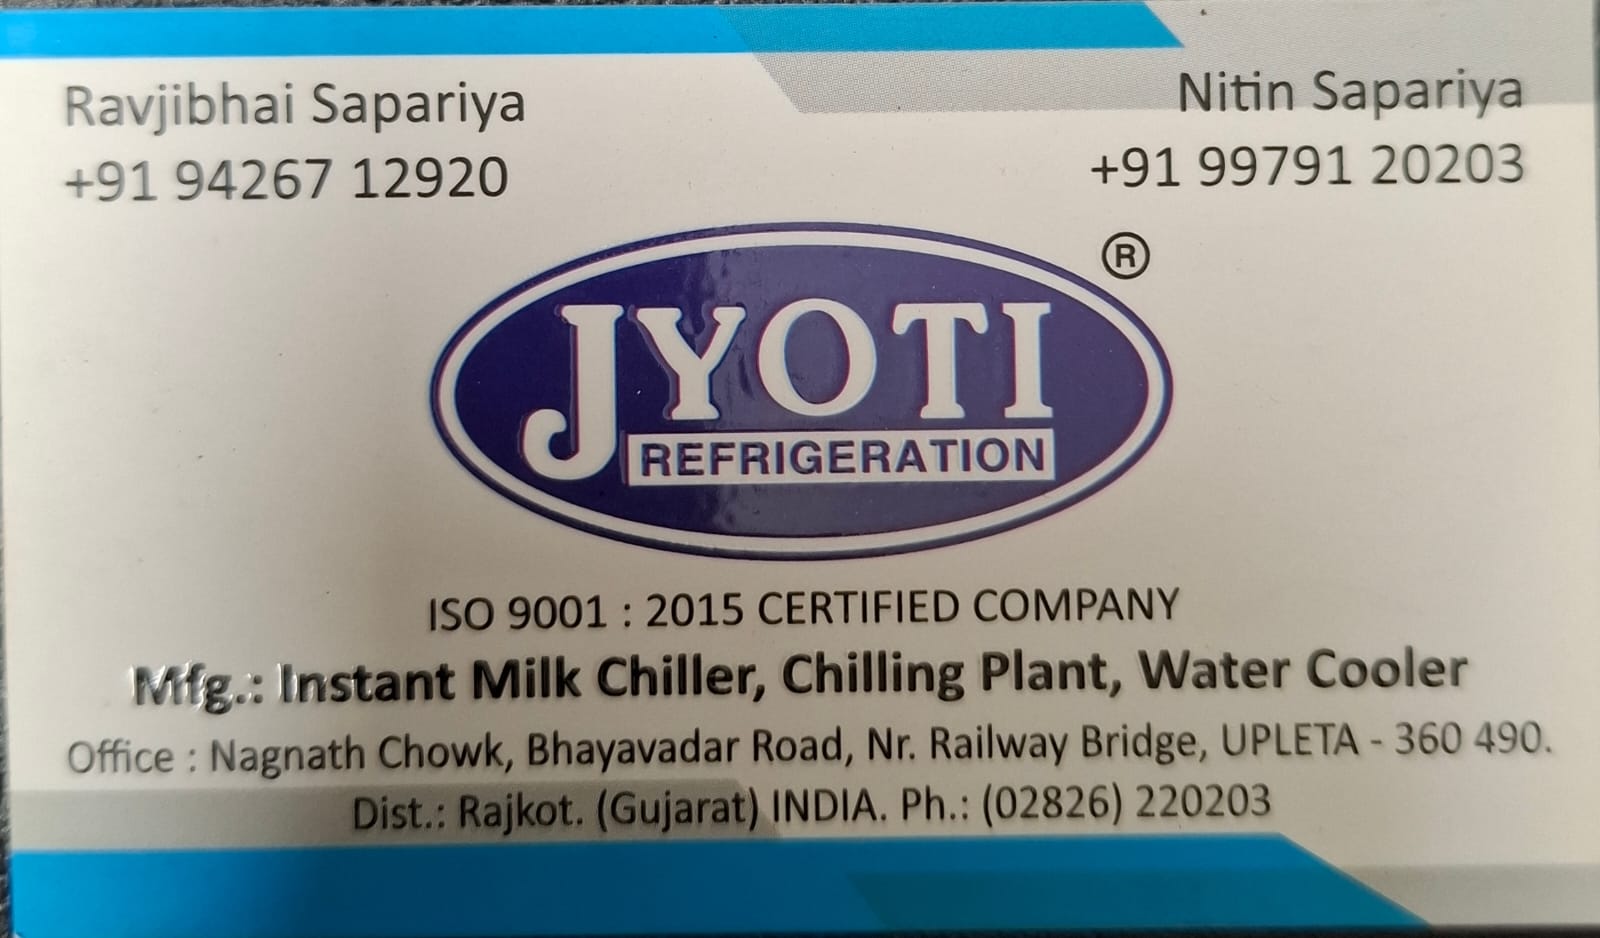 Ravjibhai Sapariya
+91 94267 12920
Nitin Sapariya
+91 99791 20203
®
JYOTI
REFRIGERATION
ISO 9001 : 2015 CERTIFIED COMPANY
Mfg.: Instant Milk Chiller, Chilling Plant, Water Cooler
Office : Nagnath Chowk, Bhayavadar Road, Nr. Railway Bridge, UPLETA - 360 490.
Dist.: Rajkot. (Gujarat) INDIA. Ph.: (02826) 220203